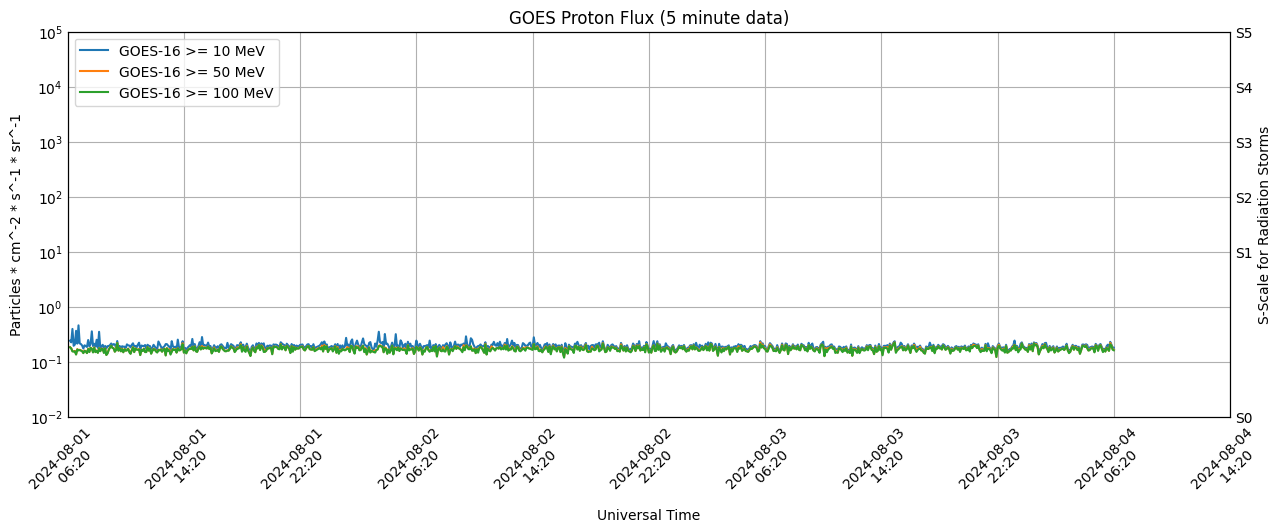 GOES Proton Flux (5 minute data)
GOES-16 >= 10 MeV
GOES-16 >= 50 MeV
GOES-16 >= 100 MeV
Particles * cm^-2 * s^-1 * sr^-1
10^5
10^4
10^3
10^2
10^1
10^0
10^-1
10^-2
S5
S4
S3
S2
S1
S0
S-Scale for Radiation Storms
2024-08-01
06:20
2024-08-01
14:20
2024-08-01
22:20
2024-08-02
06:20
2024-08-02
14:20
2024-08-02
22:20
2024-08-03
06:20
2024-08-03
14:20
2024-08-03
22:20
2024-08-04
06:20
2024-08-04
14:20
Universal Time